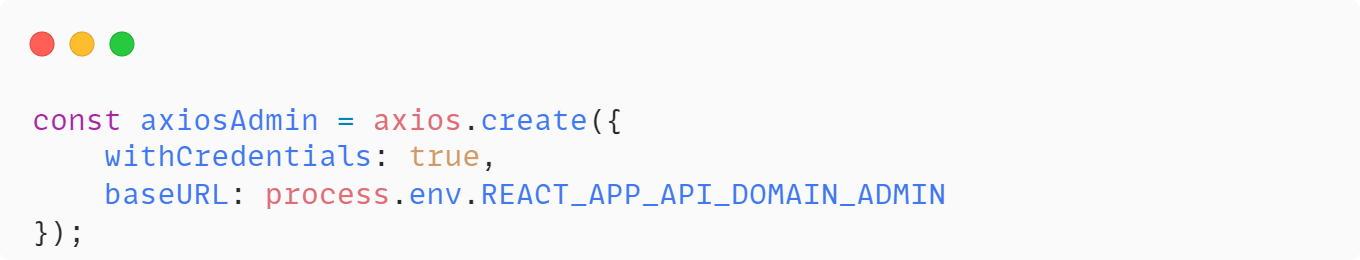 const axiosAdmin = axios.create({
    withCredentials: true,
    baseURL: process.env.REACT_APP_API_DOMAIN_ADMIN
});